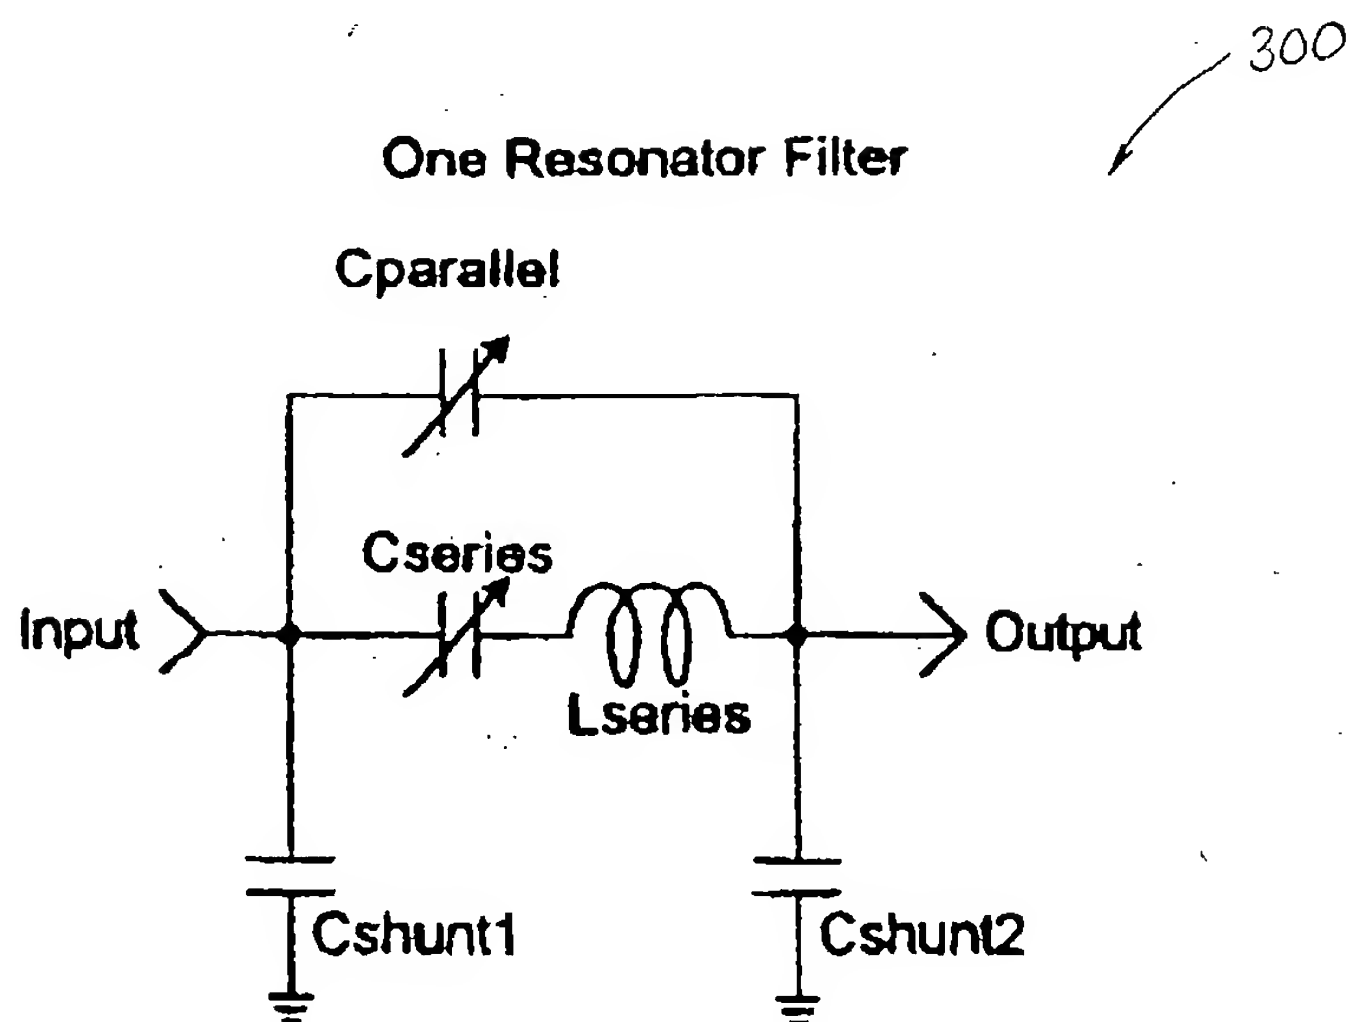 300
One Resonator Filter
Cparallel
Cseries
Input
Output
Lseries
Cshunt1
Cshunt2